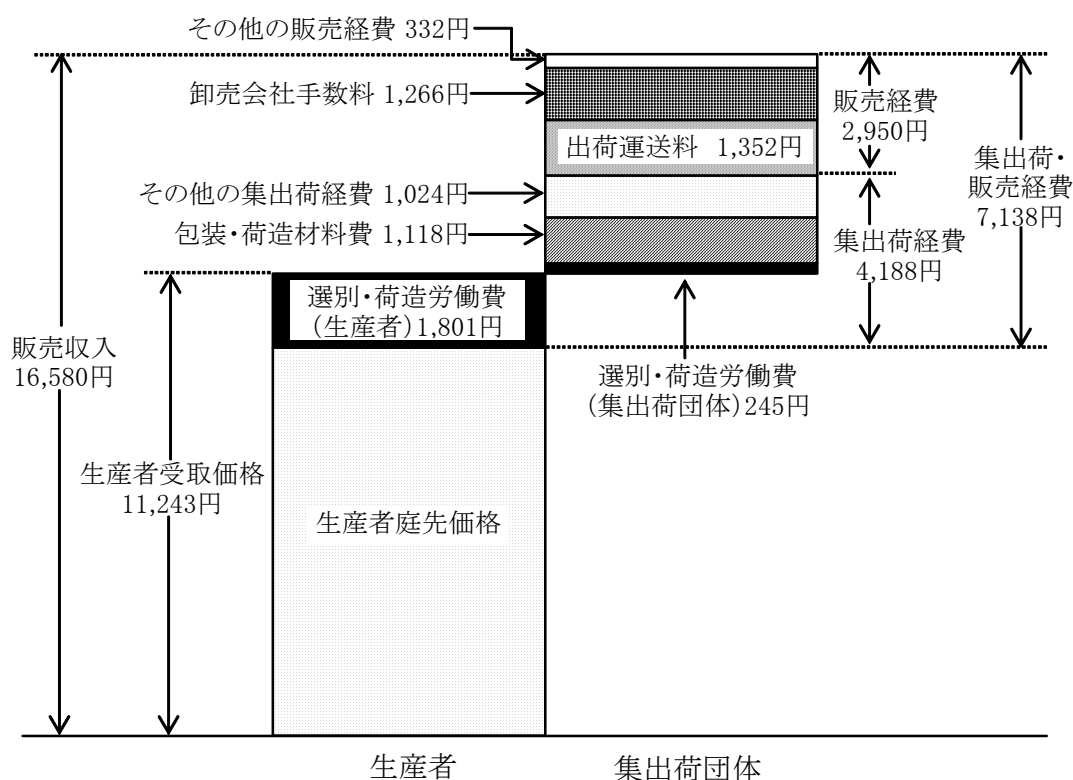 その他の販売経費 332円
卸売会社手数料 1,266円
出荷運送料 1,352円
その他の集出荷経費 1,024円
包装・荷造材料費 1,118円
販売経費
2,950円
集出荷・
販売経費
7,138円
集出荷経費
4,188円
選別・荷造労働費
(生産者)1,801円
選別・荷造労働費
(集出荷団体)245円
販売収入
16,580円
生産者受取価格
11,243円
生産者庭先価格
生産者
集出荷団体